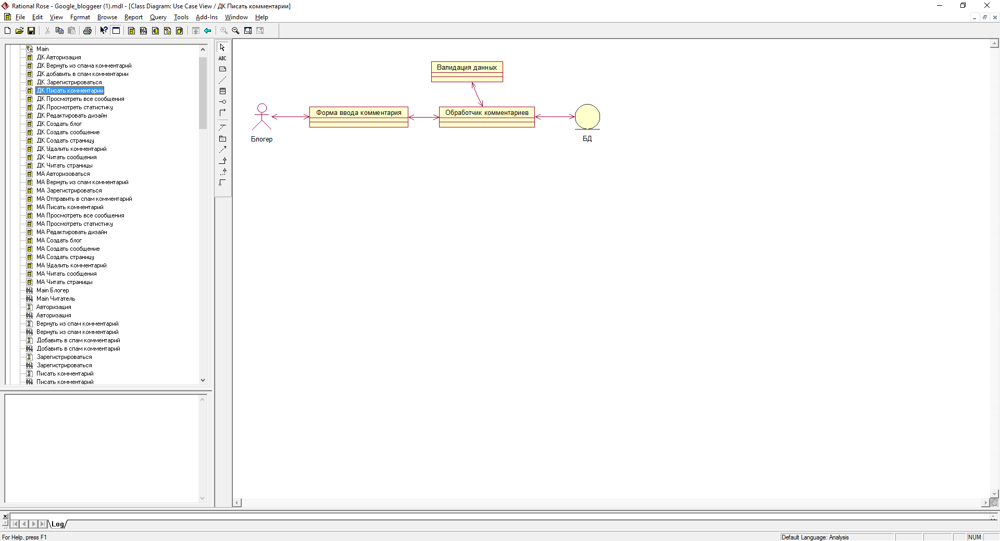 Rational Rose - Google_bloggeer (1).mdl - [Class Diagram: Use Case View / ДК Писать комментарии]
File Edit View Format Browse Report Query Tools Add-Ins Window Help
Main
ДК Авторизация
ДК Вернуть из спама комментарий
ДК добавить в спам комментарии
ДК Зарегистрироваться
ДК Писать комментарии
ДК Просмотреть все сообщения
ДК Просмотреть статистику
ДК Редактировать дизайн
ДК Создать блог
ДК Создать сообщение
ДК Создать страницу
ДК Удалить комментарий
ДК Читать сообщения
ДК Читать страницы
МА Авторизоваться
МА Вернуть из спам комментарий
МА Зарегистрироваться
МА Отправить в спам комментарий
МА Писать комментарий
МА Просмотреть все сообщения
МА Просмотреть статистику
МА Редактировать дизайн
МА Создать блог
МА Создать сообщение
МА Создать страницу
МА Удалить комментарий
МА Читать сообщения
МА Читать страницы
Main Блогер
Main Читатель
Авторизация
Авторизация
Вернуть из спам комментарий
Вернуть из спам комментарий
Добавить в спам комментарий
Добавить в спам комментарий
Зарегистрироваться
Зарегистрироваться
Писать комментарий
Писать комментарий
ABC
Валидация данных
Форма ввода комментария
Обработчик комментариев
Блогер
БД
Log
For Help, press F1
Default Language: Analysis
NUM